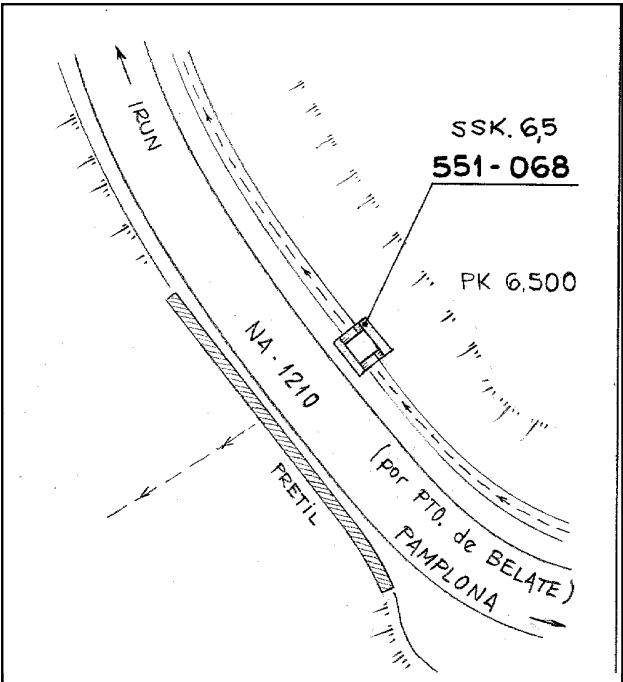 IRUN
SSK. 6,5
551-068
PK 6,500
NA-1210
PRETIL
(por PTO. de BELATE)
PAMPLONA